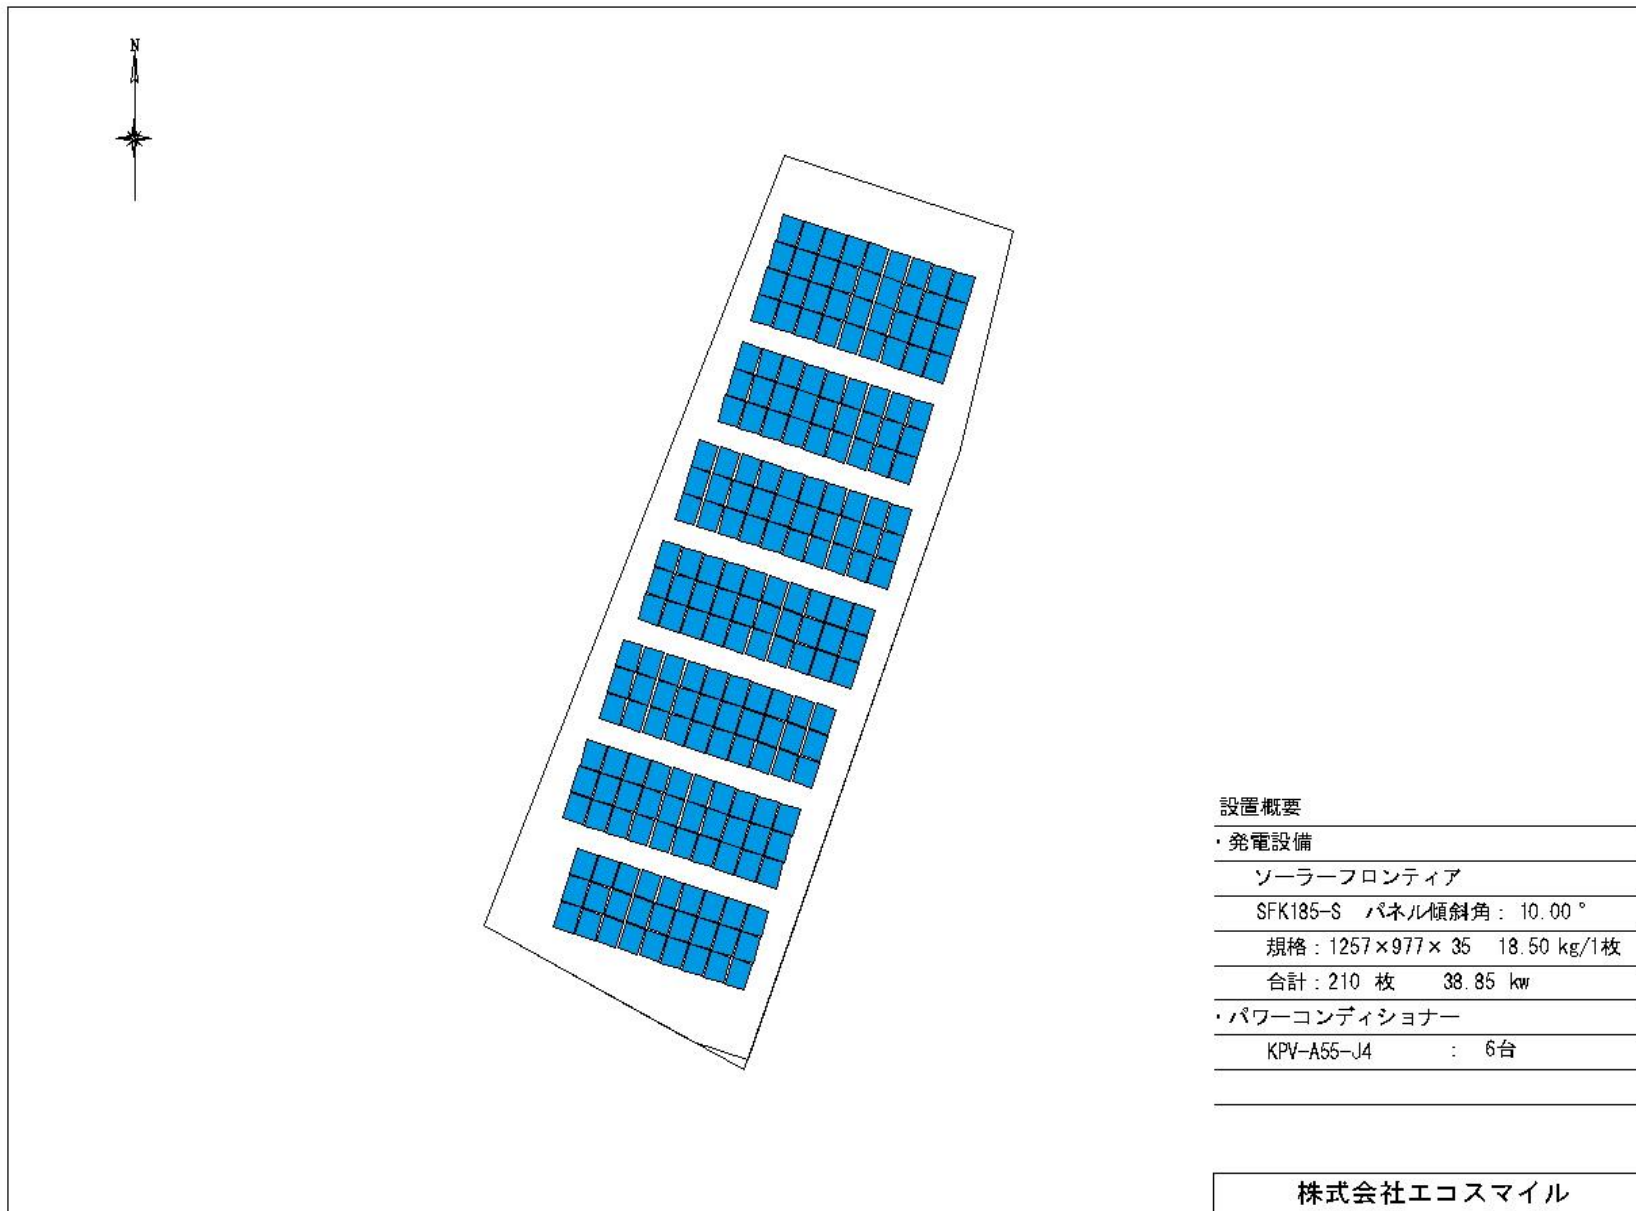 N
設置概要
・発電設備
ソーラーフロンティア
SFK185-S パネル傾斜角：10.00°
規格：1257×977×35 18.50 kg/1枚
合計：210 枚 38.85 kw
・パワーコンディショナー
KPV-A55-J4 ： 6台
株式会社エコスマイル